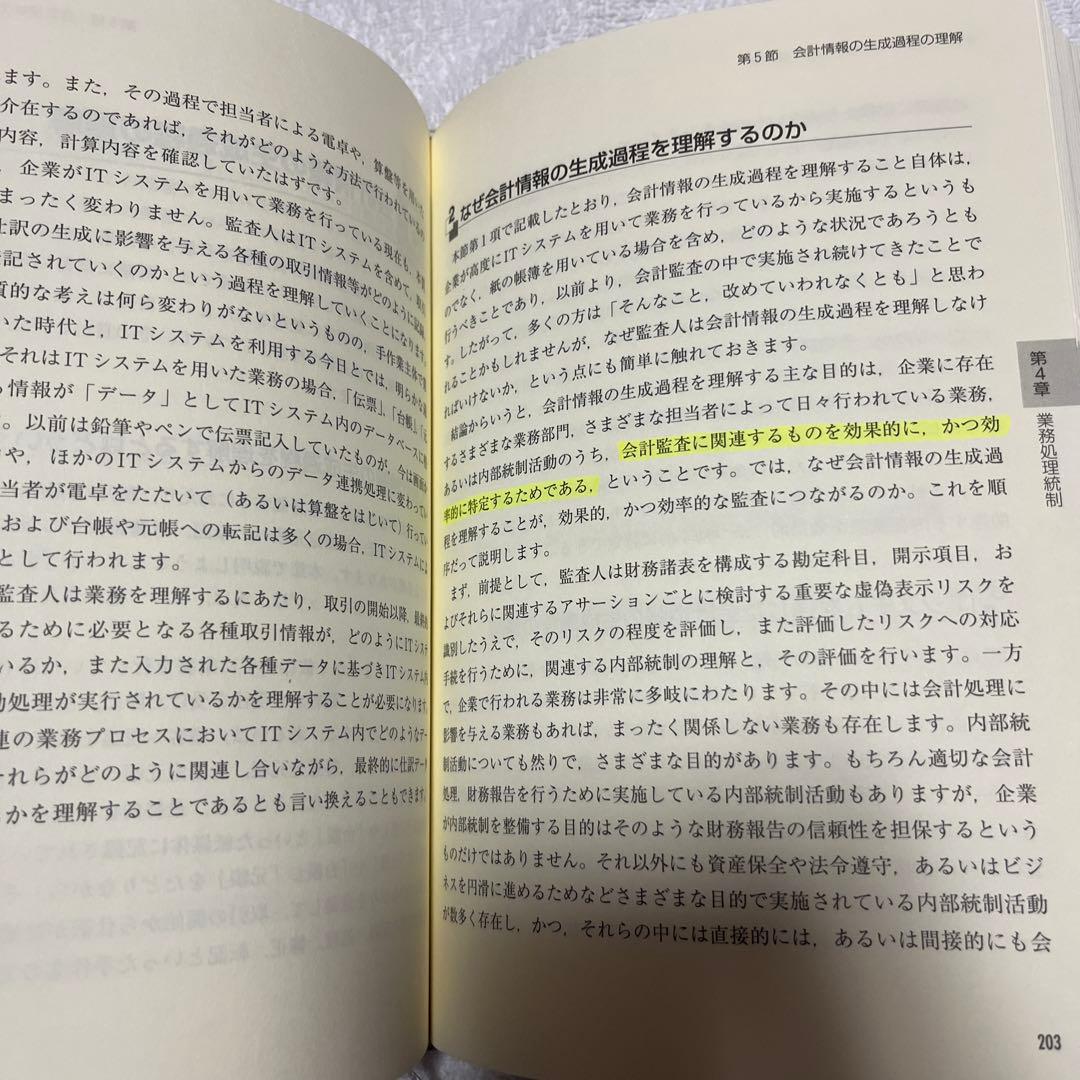 ます。また，その過程で担当者による電卓や，算盤等を用いた
介在するのであれば，それがどのような方法で行われているの
内容，計算内容を確認していたはずです。
，企業がITシステムを用いて業務を行っている現在も，本質
まったく変わりません。監査人はITシステムを含めて，取引
仕訳の生成に影響を与える各種の取引情報等がどのように記録
転記されていくのかという過程を理解していくことになります。
質的な考えは何ら変わりがないというものの，手作業主体で業
いた時代と，ITシステムを利用する今日とでは，明らかな
それはITシステムを用いた業務の場合，「伝票」，「台帳」，「元
る情報が「データ」としてITシステム内のデータベースに
。以前は鉛筆やペンで伝票記入していたものが，今は画面
や，ほかのITシステムからのデータ連携処理に変わってい
当者が電卓をたたいて（あるいは算盤をはじいて）行ってい
および台帳や元帳への転記は多くの場合，ITシステムによ
として行われます。
監査人は業務を理解するにあたり，取引の開始以降，最終的
るために必要となる各種取引情報が，どのようにITシステ
いるか，また入力された各種データに基づきITシステム内
動処理が実行されているかを理解することが必要になります。
連の業務プロセスにおいてITシステム内でどのようなデー
それらがどのように関連し合いながら，最終的に仕訳データ
かを理解することであるとも言い換えることもできます。
第5節　会計情報の生成過程の理解
2 なぜ会計情報の生成過程を理解するのか
本節第1項で記載したとおり，会計情報の生成過程を理解すること自体は，
企業が高度にITシステムを用いて業務を行っているから実施するというも
のでなく，紙の帳簿を用いている場合を含め，どのような状況であろうとも
行うべきことであり，以前より，会計監査の中で実施され続けてきたことで
す。したがって，多くの方は「そんなこと，改めていわれなくとも」と思わ
れることかもしれませんが，なぜ監査人は会計情報の生成過程を理解しなけ
ればいけないか，という点にも簡単に触れておきます。
結論からいうと，会計情報の生成過程を理解する主な目的は，企業に存在
するさまざまな業務部門，さまざまな担当者によって日々行われている業務，
あるいは内部統制活動のうち，会計監査に関連するものを効果的に，かつ効
率的に特定するためである，ということです。では，なぜ会計情報の生成過
程を理解することが，効果的，かつ効率的な監査につながるのか。これを順
序だって説明します。
まず，前提として，監査人は財務諸表を構成する勘定科目，開示項目，お
よびそれらに関連するアサーションごとに検討する重要な虚偽表示リスクを
識別したうえで，そのリスクの程度を評価し，また評価したリスクへの対応
手続を行うために，関連する内部統制の理解と，その評価を行います。一方
で，企業で行われる業務は非常に多岐にわたります。その中には会計処理に
影響を与える業務もあれば，まったく関係しない業務も存在します。内部統
制活動についても然りで，さまざまな目的があります。もちろん適切な会計
処理，財務報告を行うために実施している内部統制活動もありますが，企業
が内部統制を整備する目的はそのような財務報告の信頼性を担保するという
ものだけではありません。それ以外にも資産保全や法令遵守，あるいはビジ
ネスを円滑に進めるためなどさまざまな目的で実施されている内部統制活動
が数多く存在し，かつ，それらの中には直接的には，あるいは間接的にも会
第4章
業務処理統制
203